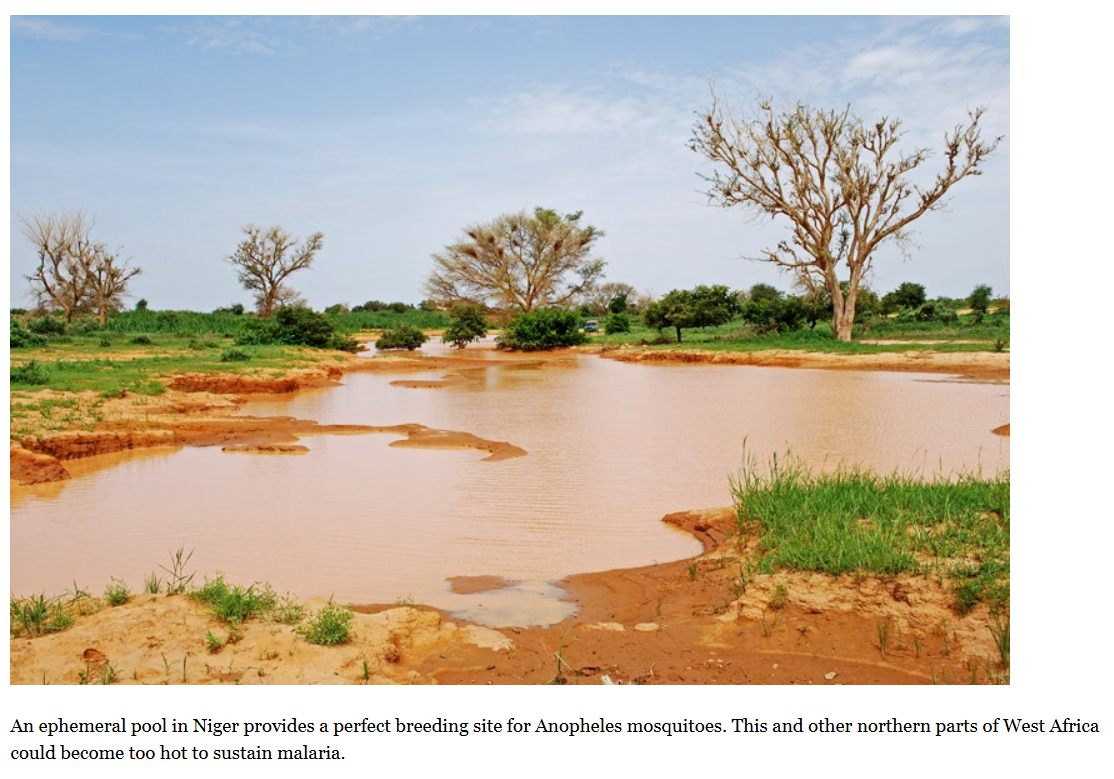 An ephemeral pool in Niger provides a perfect breeding site for Anopheles mosquitoes. This and other northern parts of West Africa
could become too hot to sustain malaria.